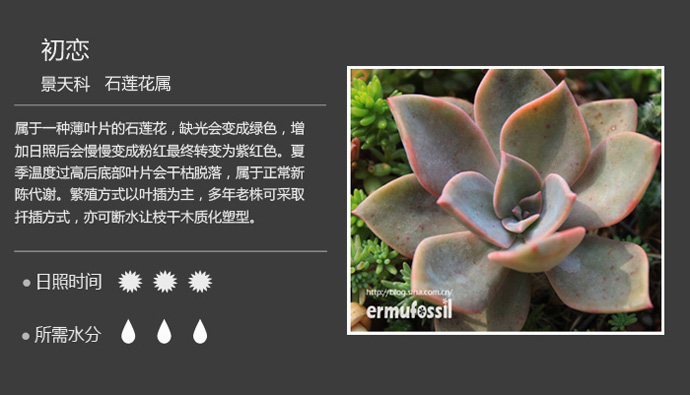 初恋
景天科 石莲花属
属于一种薄叶片的石莲花，缺光会变成绿色，增
加日照后会慢慢变成粉红最终转变为紫红色。夏
季温度过高后底部叶片会干枯脱落，属于正常新
陈代谢。繁殖方式以叶插为主，多年老株可采取
扦插方式，亦可断水让枝干木质化塑型。
日照时间
所需水分
http://blog.sina.com.cn/
ermufossil